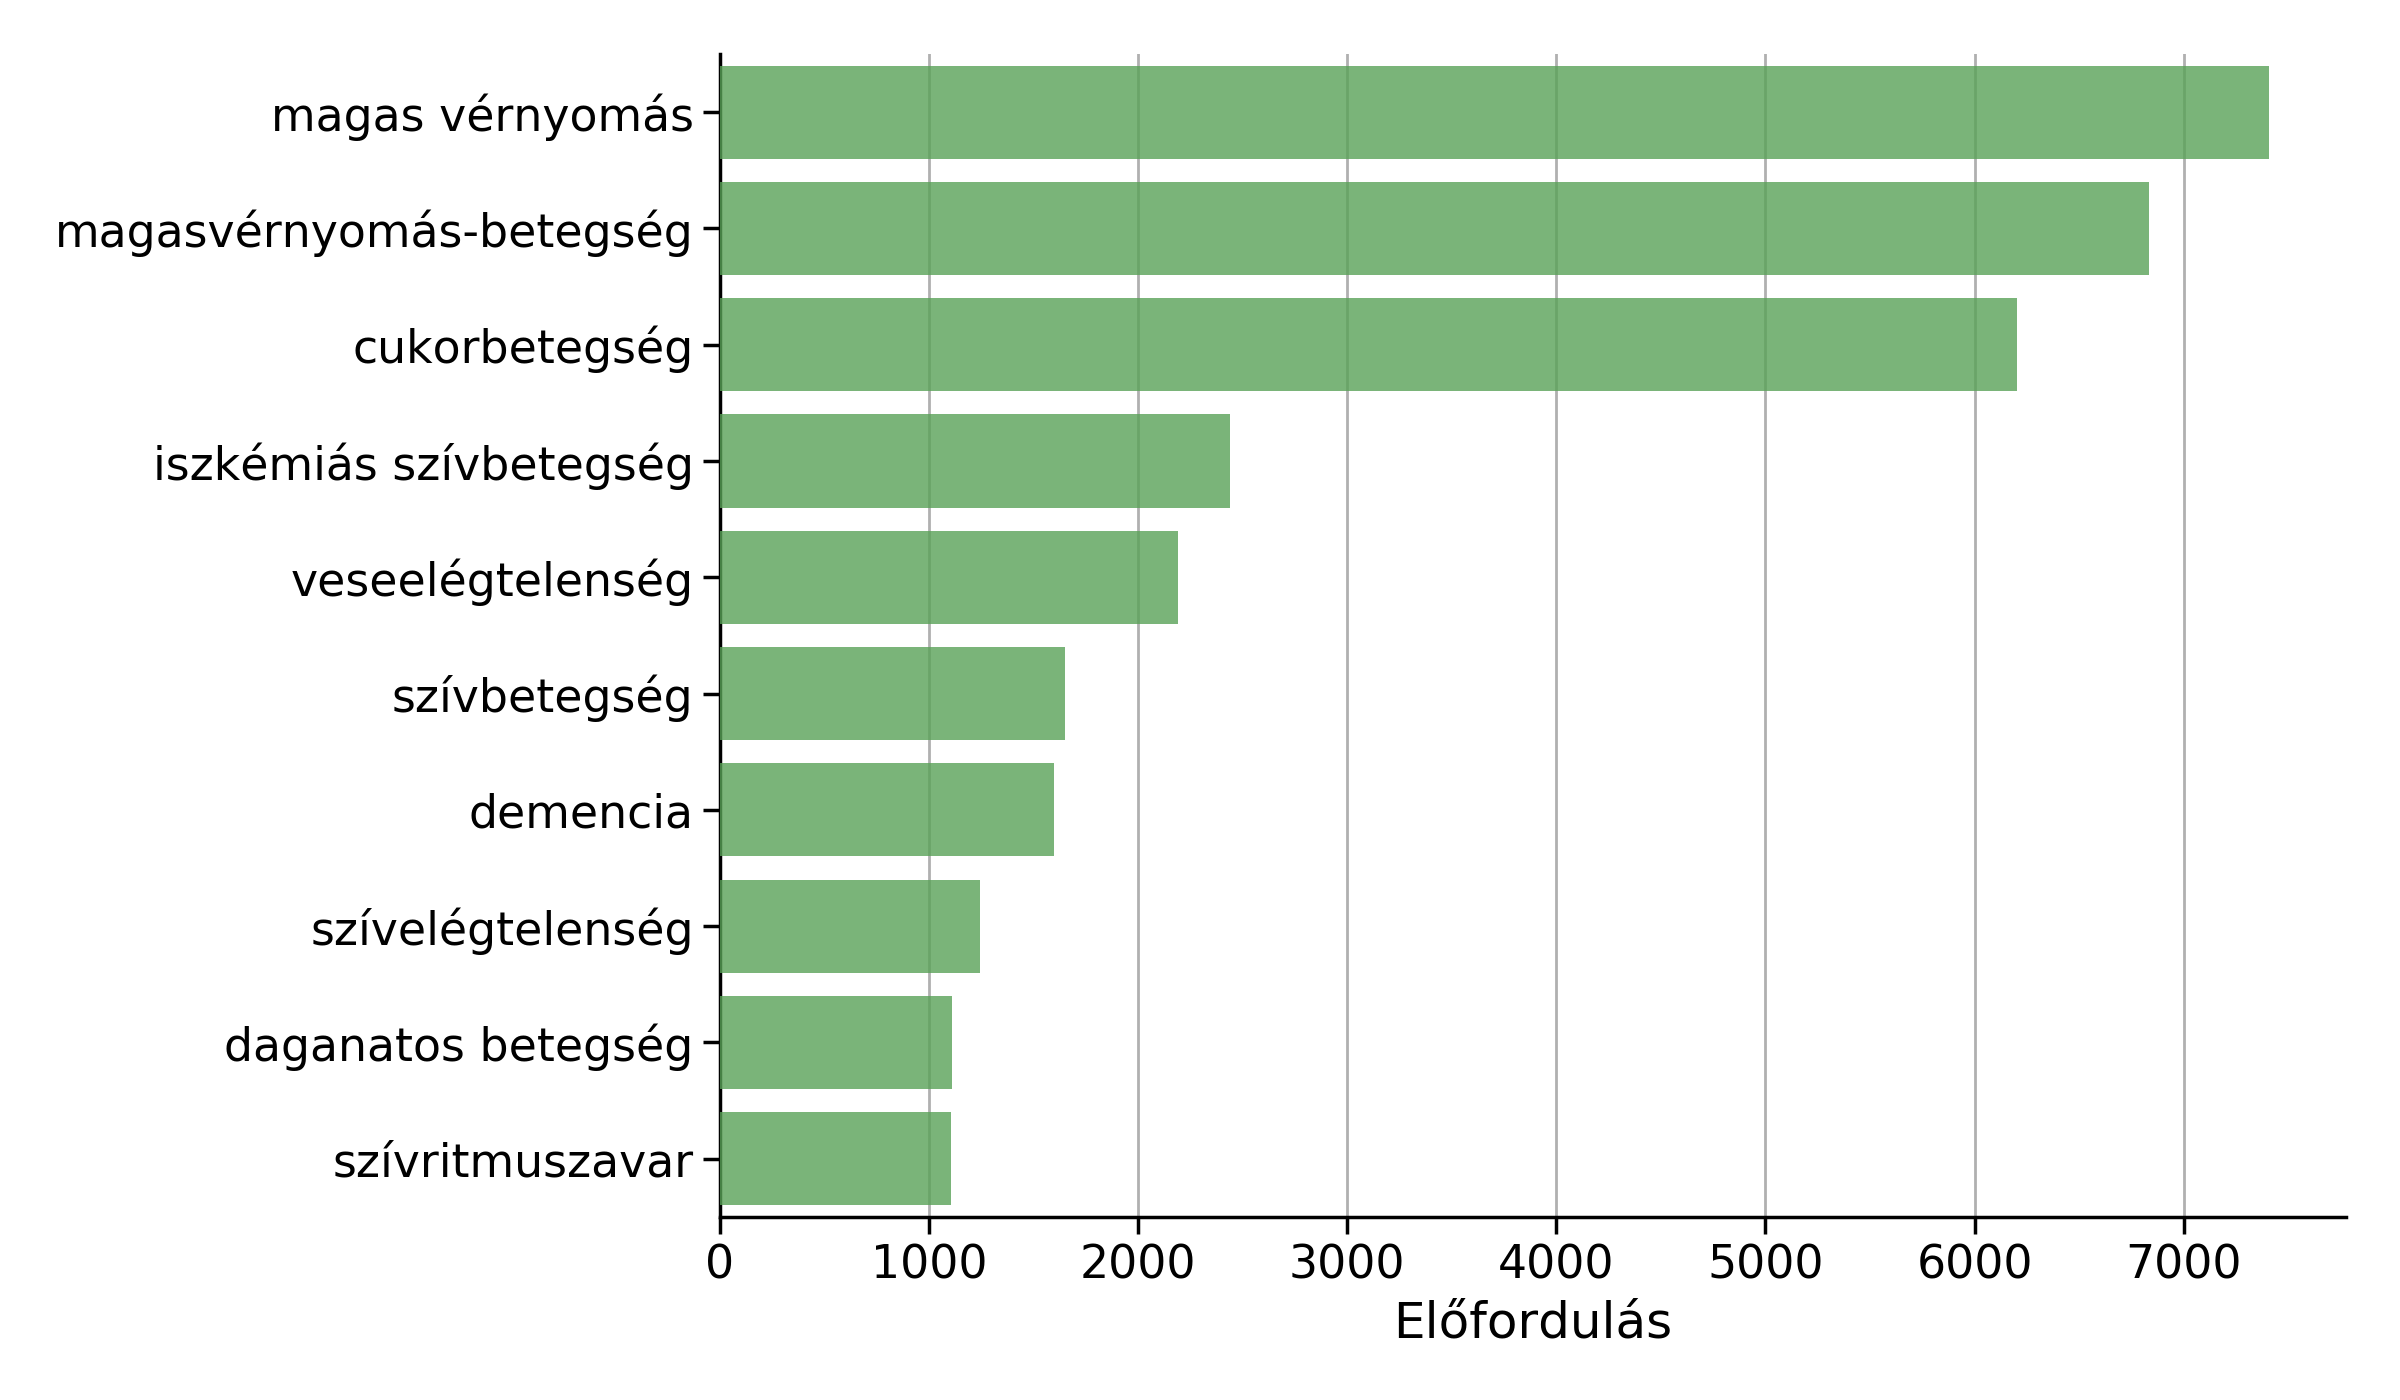 magas vérnyomás
magasvérnyomás-betegség
cukorbetegség
iszkémiás szívbetegség
veseelégtelenség
szívbetegség
demencia
szívelégtelenség
daganatos betegség
szívritmuszavar
0 1000 2000 3000 4000 5000 6000 7000
Előfordulás